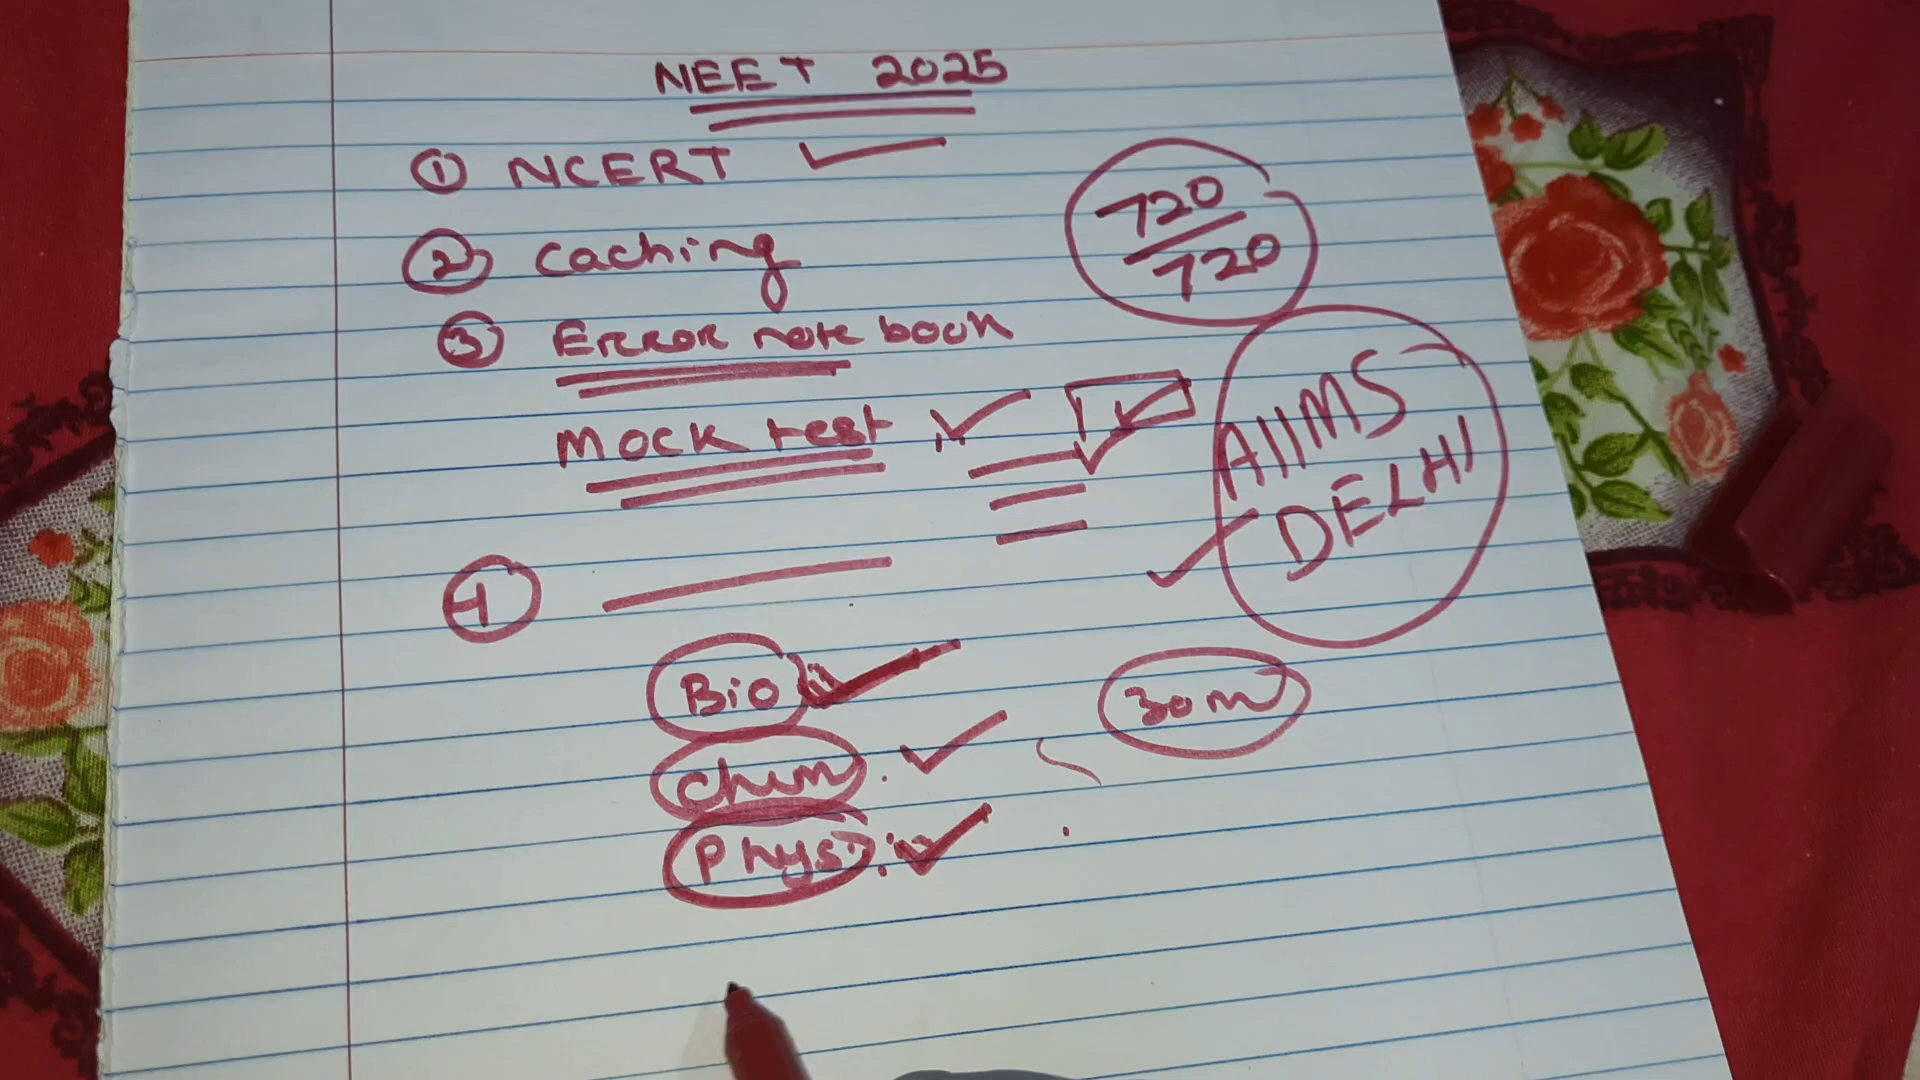 NEET 2025
① NCERT
② Caching
720
720
③ Error note book
Mock test
AIIMS
DELHI
④
Bio
30m
chem
Phys